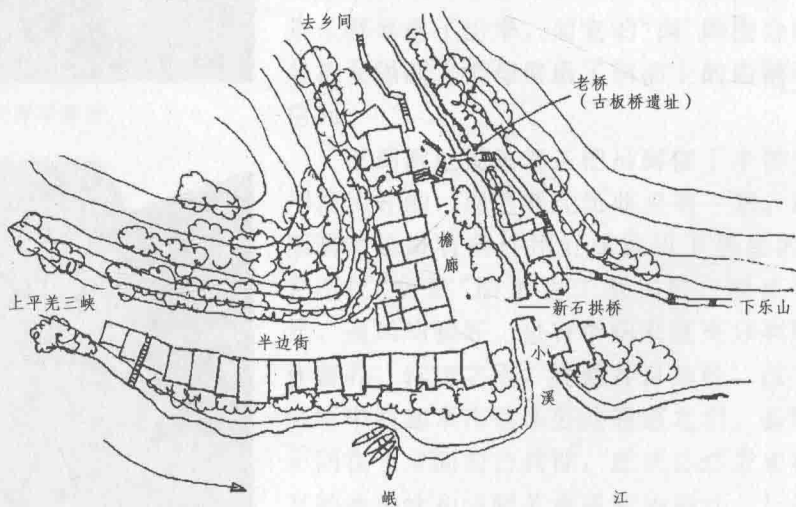 去乡间
老桥
(古板桥遗址)
檐廊
上平羌三峡
新石拱桥
下乐山
半边街
小溪
岷江